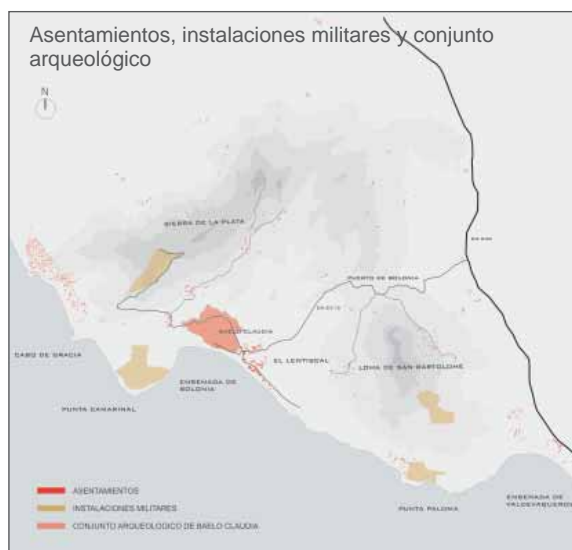 Asentamientos, instalaciones militares y conjunto
arqueológico
N
SIERRA DE LA PLATA
PUERTO DE BOLONIA
BAELO CLAUDIA
EL LENTISCAL
LOMA DE SAN BARTOLOME
CABO DE GRACIA
ENSENADA DE
BOLONIA
PUNTA CAMARINAL
PUNTA PALOMA
ENSENADA DE
VALDEVAQUEROS
ASENTAMIENTOS
INSTALACIONES MILITARES
CONJUNTO ARQUEOLOGICO DE BAELO CLAUDIA